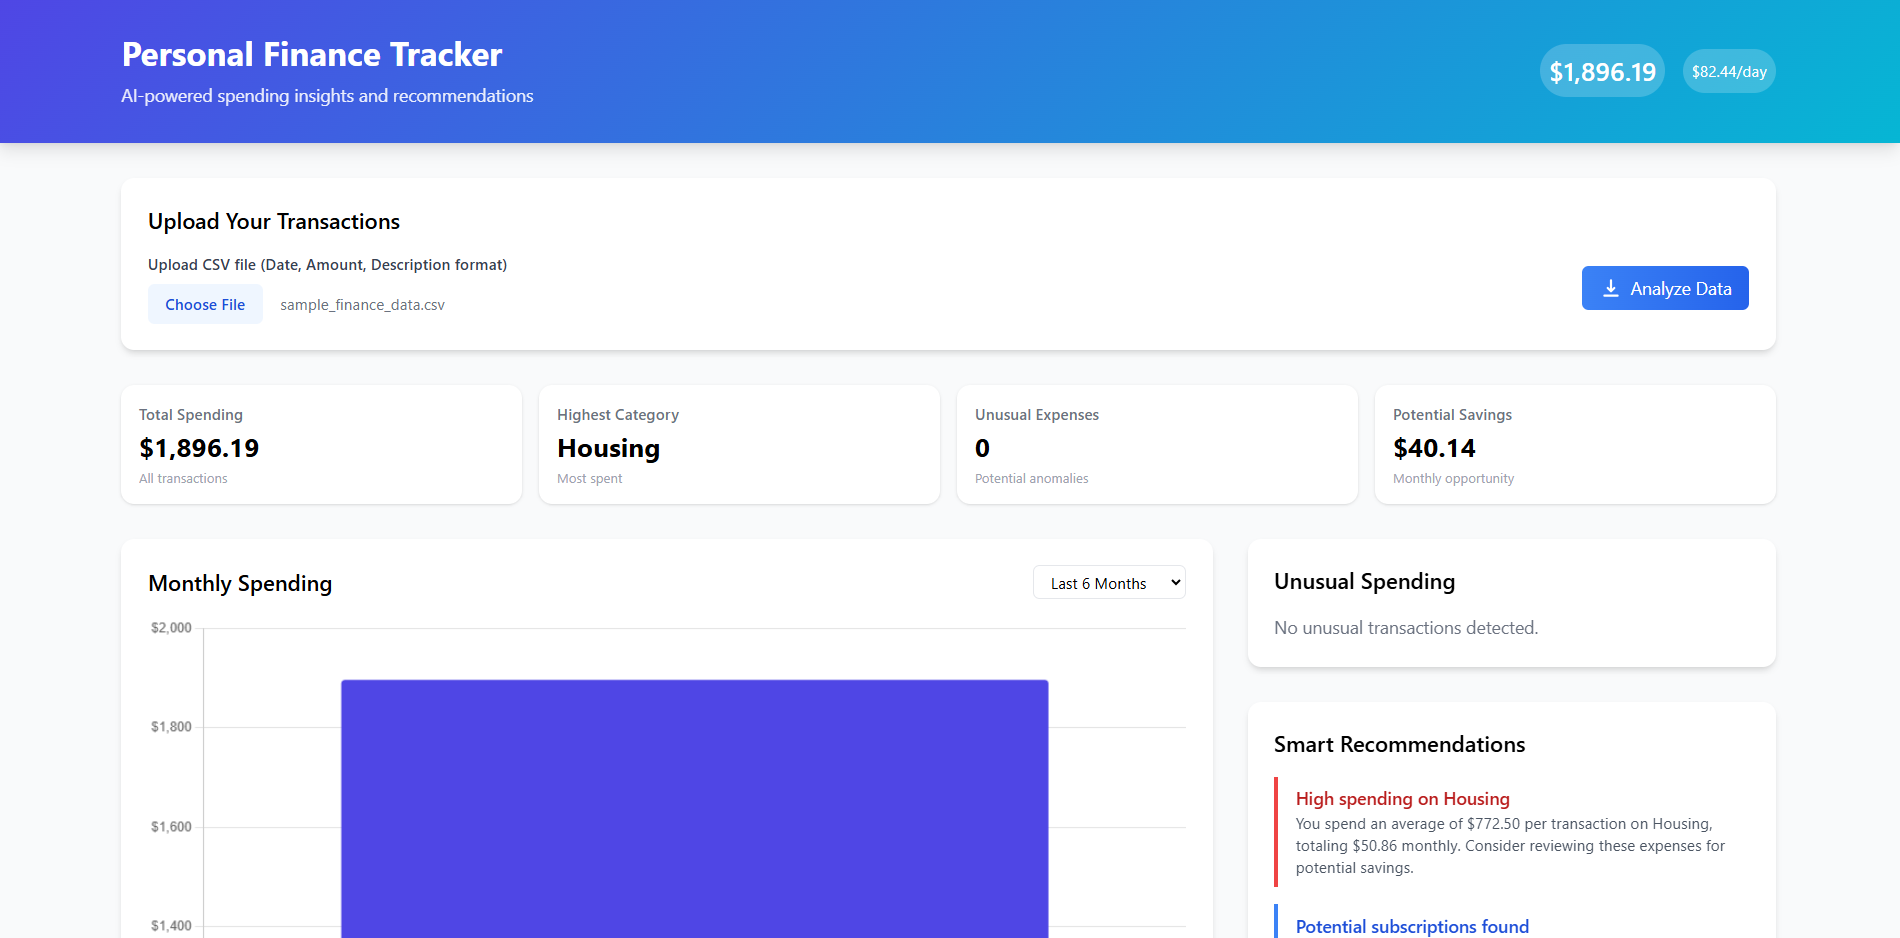 Personal Finance Tracker
AI-powered spending insights and recommendations
$1,896.19
$82.44/day
Upload Your Transactions
Upload CSV file (Date, Amount, Description format)
Choose File
sample_finance_data.csv
Analyze Data
Total Spending
$1,896.19
All transactions
Highest Category
Housing
Most spent
Unusual Expenses
0
Potential anomalies
Potential Savings
$40.14
Monthly opportunity
Monthly Spending
Last 6 Months
$2,000
$1,800
$1,600
$1,400
Unusual Spending
No unusual transactions detected.
Smart Recommendations
High spending on Housing
You spend an average of $772.50 per transaction on Housing,
totaling $50.86 monthly. Consider reviewing these expenses for
potential savings.
Potential subscriptions found